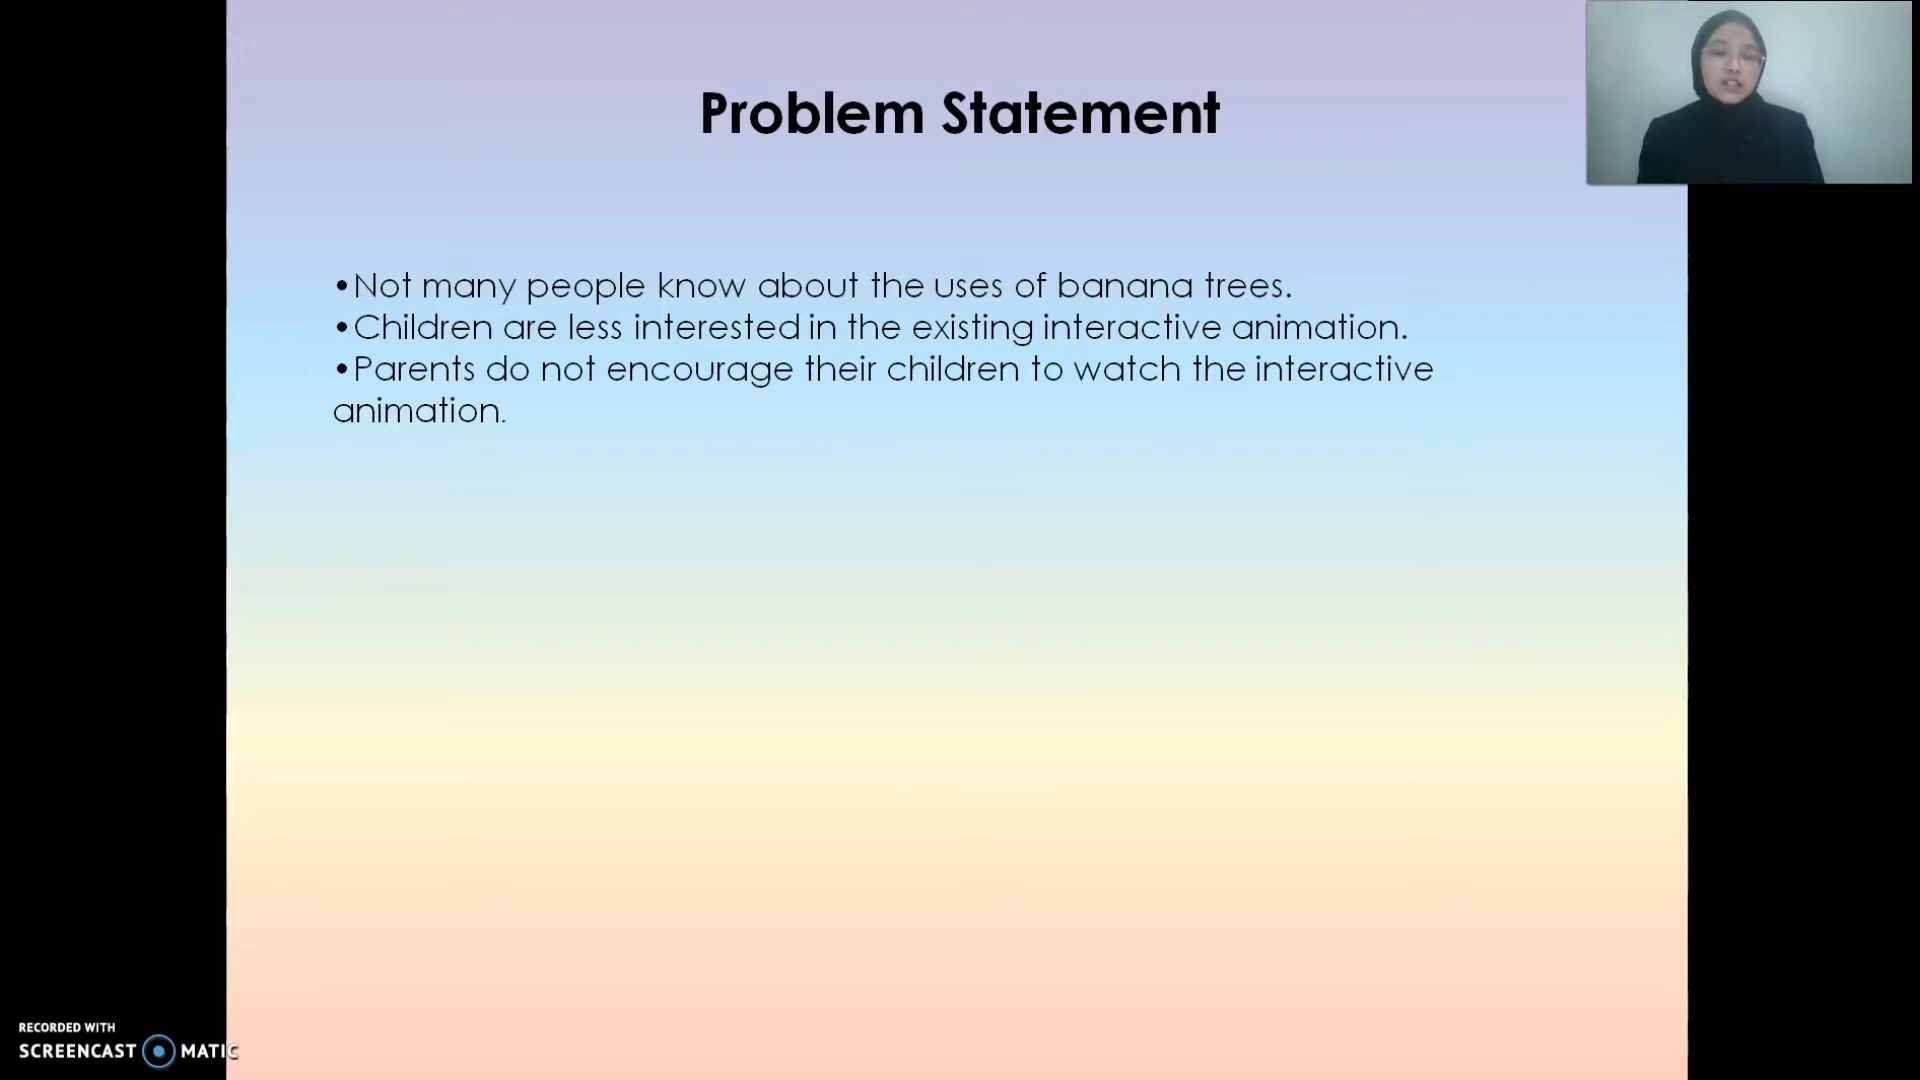 Problem Statement
•Not many people know about the uses of banana trees.
•Children are less interested in the existing interactive animation.
•Parents do not encourage their children to watch the interactive
animation.
RECORDED WITH
SCREENCAST MATIC